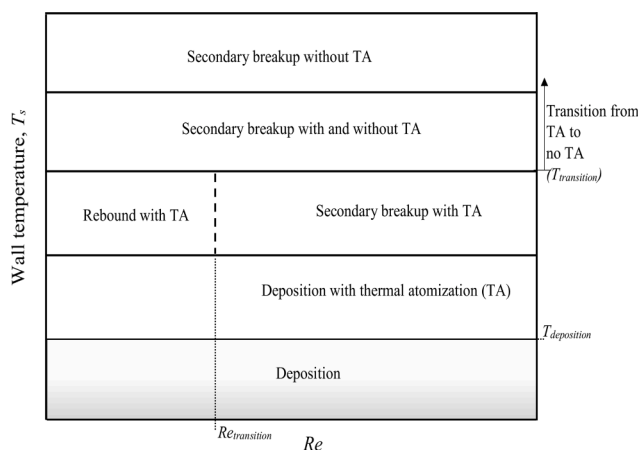 Secondary breakup without TA
Secondary breakup with and without TA
Transition from
TA to
no TA
(Ttransition)
Rebound with TA
Secondary breakup with TA
Deposition with thermal atomization (TA)
Tdeposition
Deposition
Retransition
Re
Wall temperature, Ts